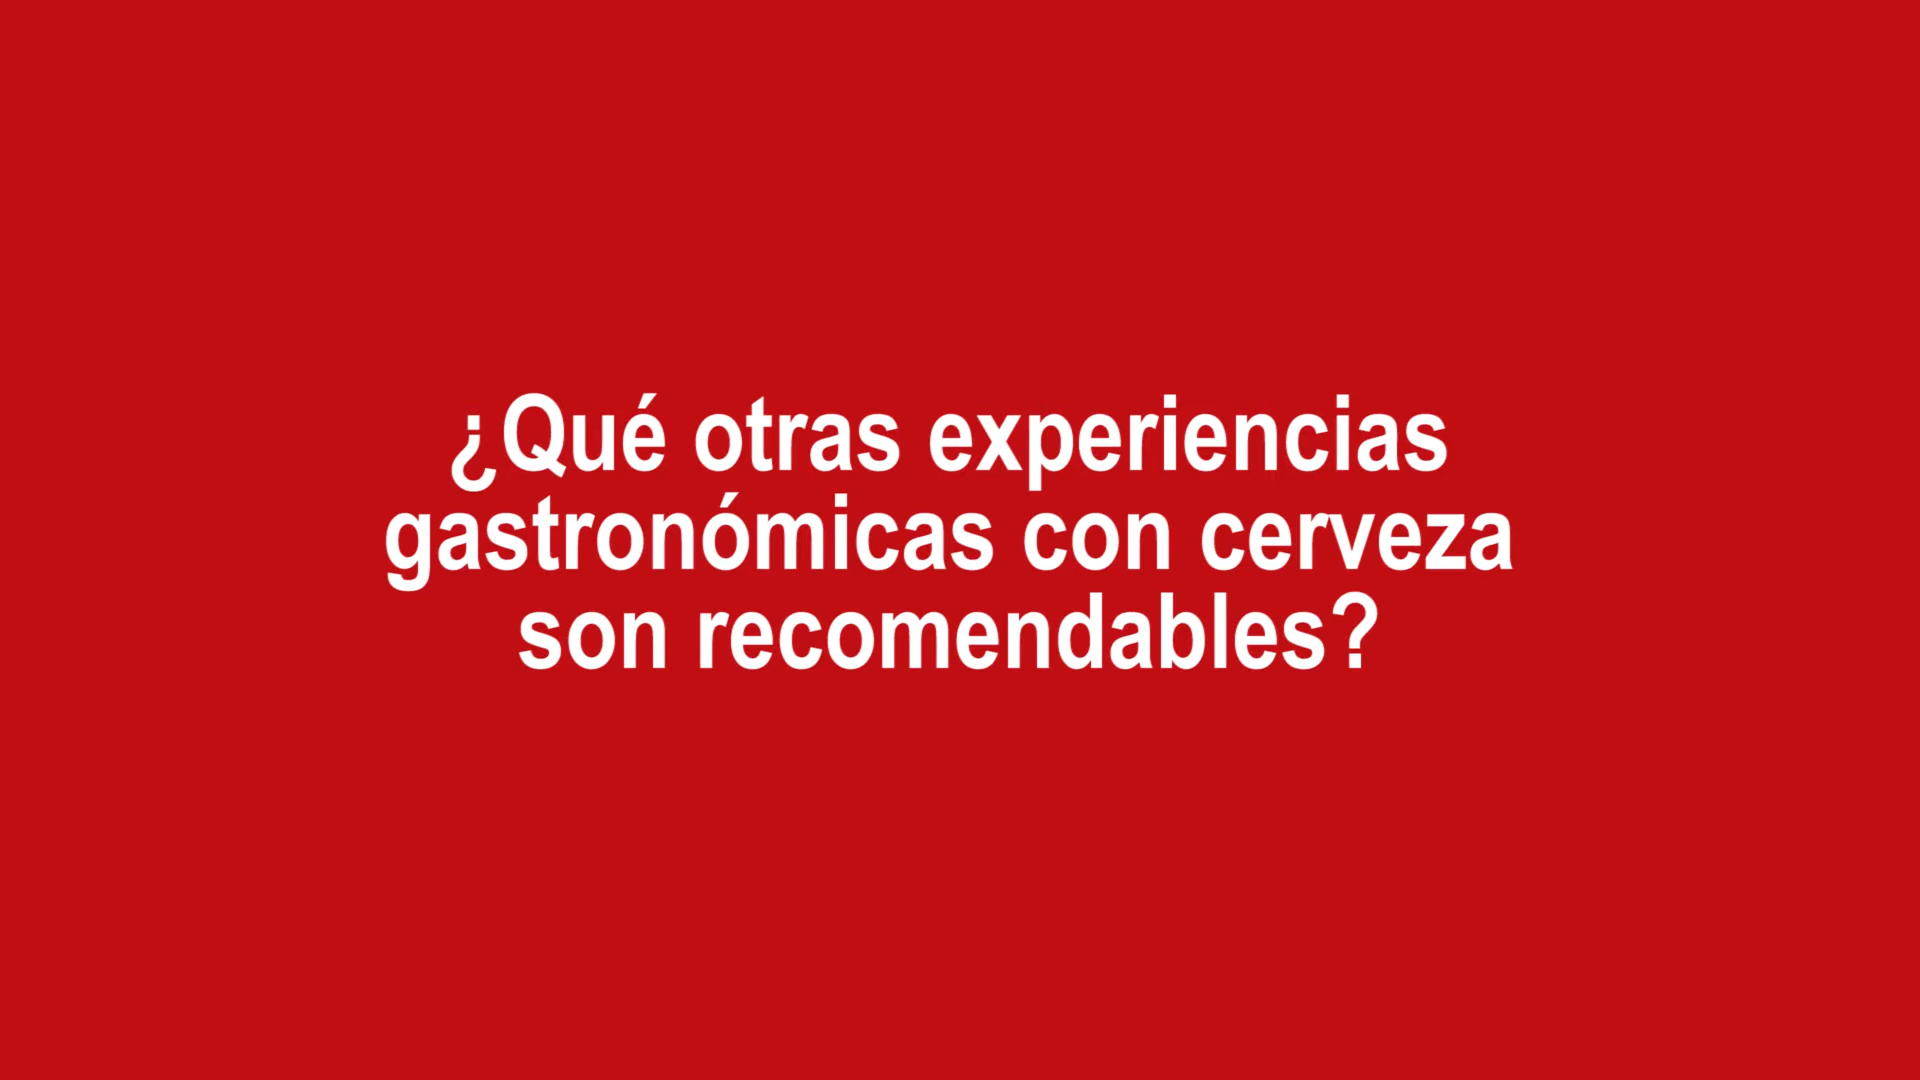 ¿Qué otras experiencias
gastronómicas con cerveza
son recomendables?